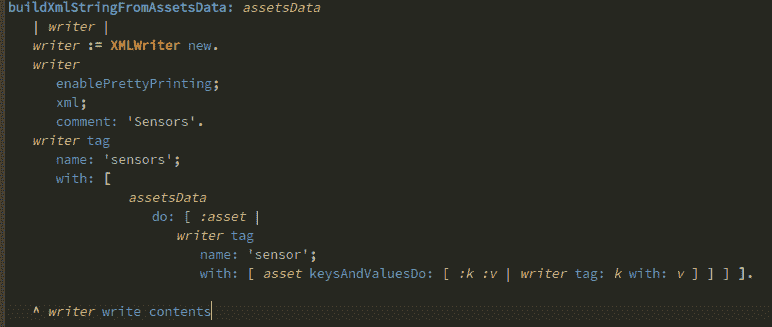 buildXmlStringFromAssetsData: assetsData
| writer |
writer := XMLWriter new.
writer
enablePrettyPrinting;
xml;
comment: 'Sensors'.
writer tag
name: 'sensors';
with: [
assetsData
do: [ :asset |
writer tag
name: 'sensor';
with: [ asset keysAndValuesDo: [ :k :v | writer tag: k with: v ] ] ] ].
^ writer write contents